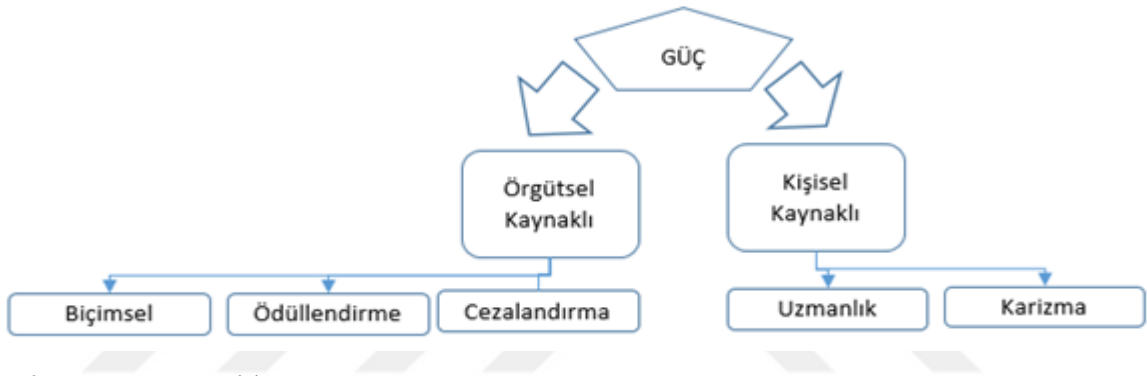 GÜÇ
Örgütsel
Kaynaklı
Kişisel
Kaynaklı
Biçimsel
Ödüllendirme
Cezalandırma
Uzmanlık
Karizma